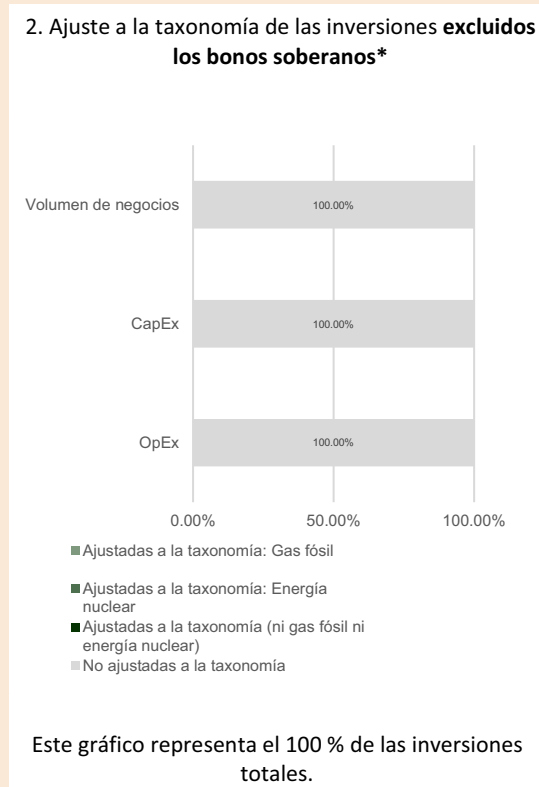 2. Ajuste a la taxonomía de las inversiones excluidos
los bonos soberanos*
Volumen de negocios
100.00%
CapEx
100.00%
OpEx
100.00%
0.00%
50.00%
100.00%
Ajustadas a la taxonomía: Gas fósil
Ajustadas a la taxonomía: Energía
nuclear
Ajustadas a la taxonomía (ni gas fósil ni
energía nuclear)
No ajustadas a la taxonomía
Este gráfico representa el 100 % de las inversiones
totales.